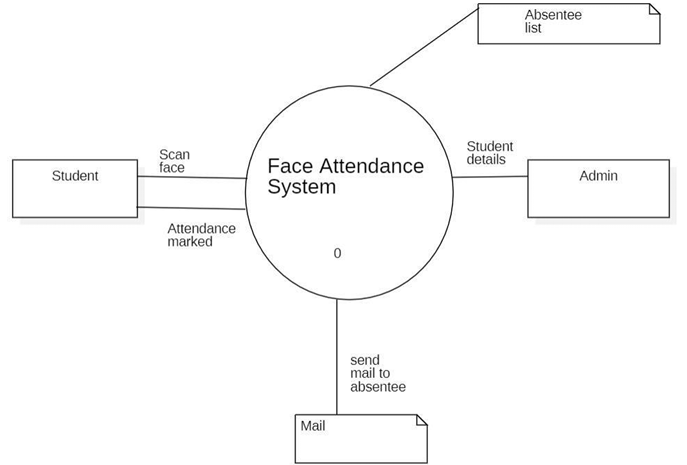 Absentee
list
Scan
face
Student
Attendance
marked
Face Attendance
System
0
Student
details
Admin
send
mail to
absentee
Mail